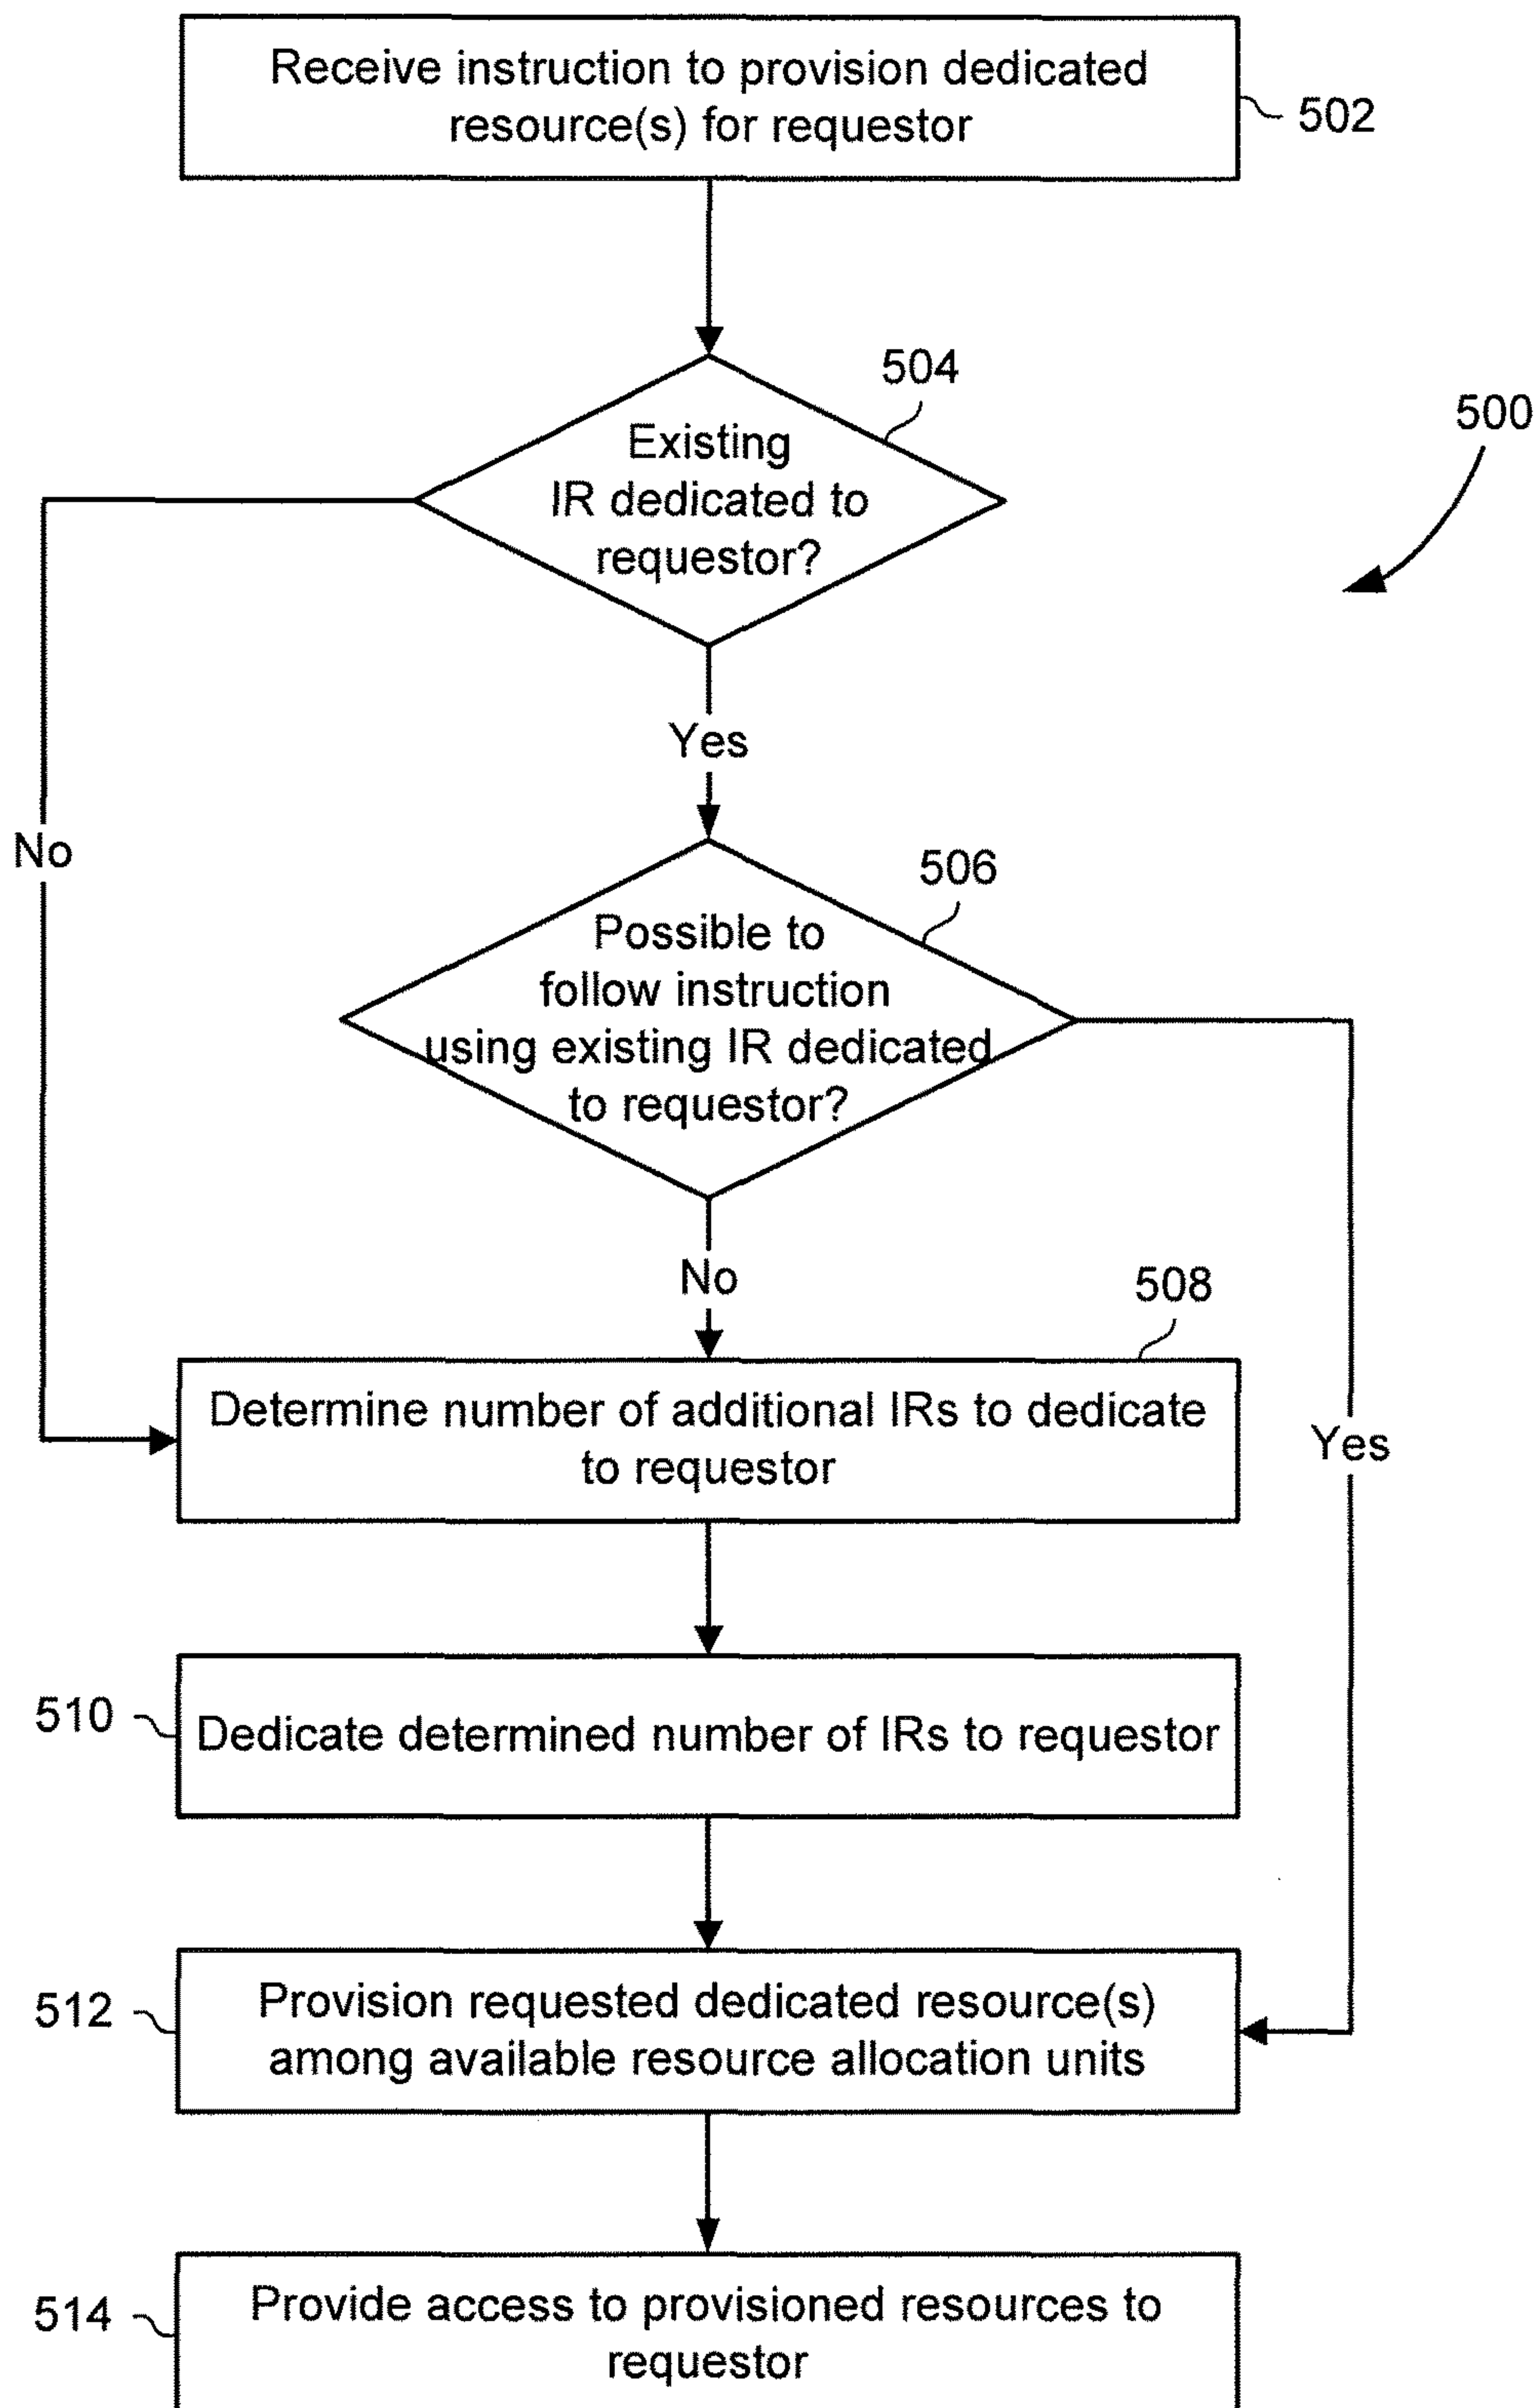 Receive instruction to provision dedicated
resource(s) for requestor
502
504
500
Existing
IR dedicated to
requestor?
Yes
No
506
Possible to
follow instruction
using existing IR dedicated
to requestor?
No
508
Determine number of additional IRs to dedicate
to requestor
Yes
510
Dedicate determined number of IRs to requestor
512
Provision requested dedicated resource(s)
among available resource allocation units
514
Provide access to provisioned resources to
requestor